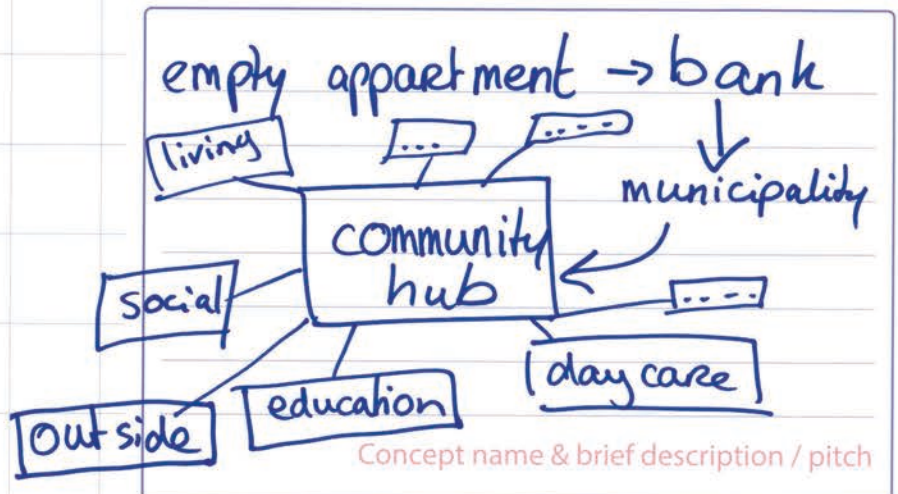 empty appartment → bank
living
...
....
municipality
community
hub
social
....
day care
education
outside
Concept name & brief description / pitch